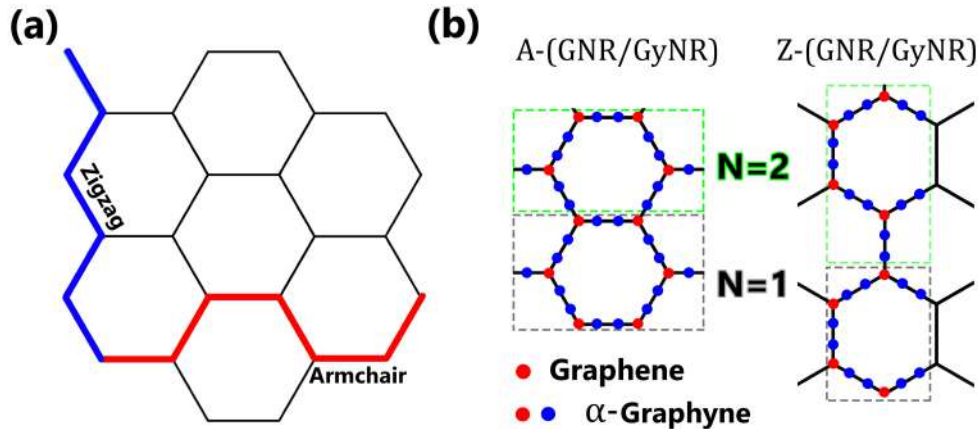 (a)
Zigzag
Armchair
(b)
A-(GNR/GyNR)
Z-(GNR/GyNR)
N=2
N=1
Graphene
α-Graphyne